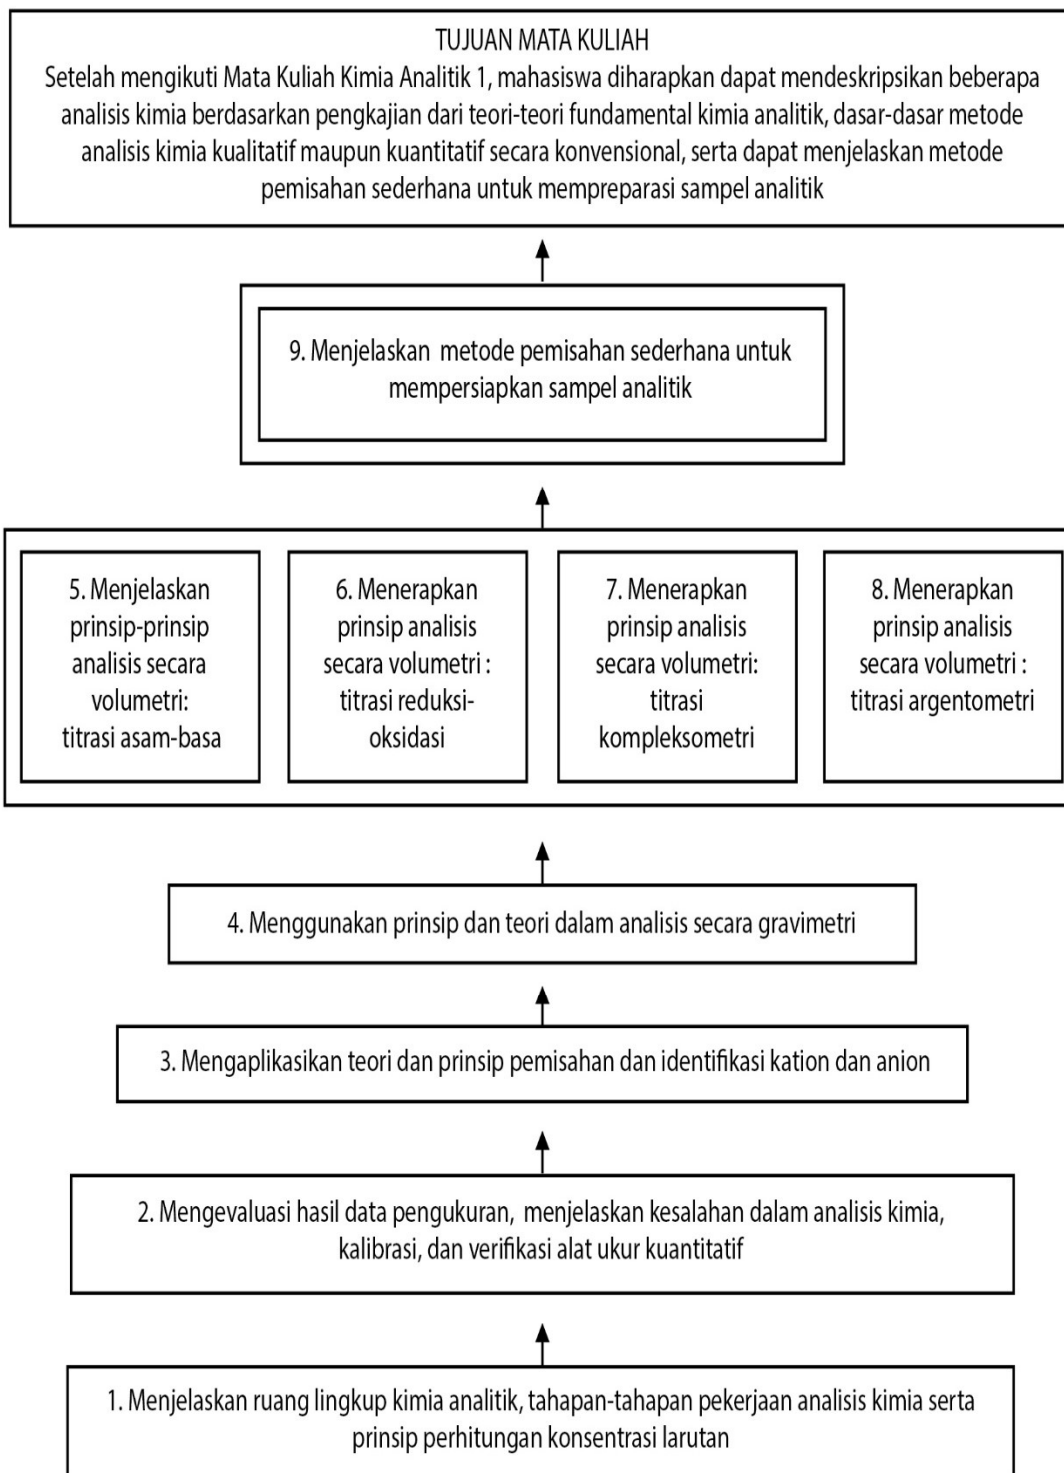 TUJUAN MATA KULIAH
Setelah mengikuti Mata Kuliah Kimia Analitik 1, mahasiswa diharapkan dapat mendeskripsikan beberapa
analisis kimia berdasarkan pengkajian dari teori-teori fundamental kimia analitik, dasar-dasar metode
analisis kimia kualitatif maupun kuantitatif secara konvensional, serta dapat menjelaskan metode
pemisahan sederhana untuk mempreparasi sampel analitik
9. Menjelaskan metode pemisahan sederhana untuk
mempersiapkan sampel analitik
5. Menjelaskan
prinsip-prinsip
analisis secara
volumetri:
titrasi asam-basa
6. Menerapkan
prinsip analisis
secara volumetri :
titrasi reduksi-
oksidasi
7. Menerapkan
prinsip analisis
secara volumetri:
titrasi
kompleksometri
8. Menerapkan
prinsip analisis
secara volumetri :
titrasi argentometri
4. Menggunakan prinsip dan teori dalam analisis secara gravimetri
3. Mengaplikasikan teori dan prinsip pemisahan dan identifikasi kation dan anion
2. Mengevaluasi hasil data pengukuran, menjelaskan kesalahan dalam analisis kimia,
kalibrasi, dan verifikasi alat ukur kuantitatif
1. Menjelaskan ruang lingkup kimia analitik, tahapan-tahapan pekerjaan analisis kimia serta
prinsip perhitungan konsentrasi larutan